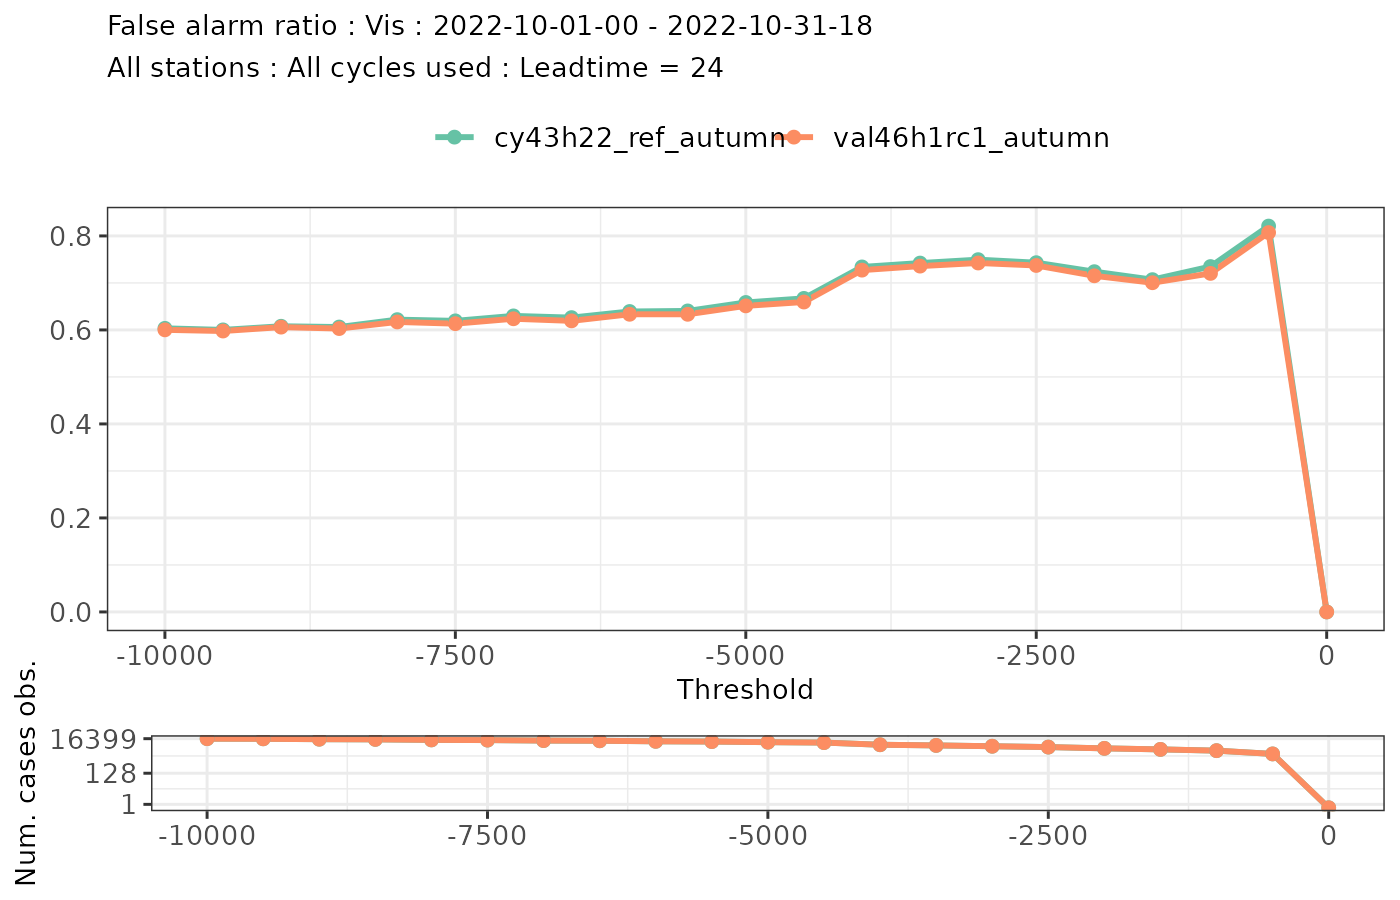 False alarm ratio : Vis : 2022-10-01-00 - 2022-10-31-18
All stations : All cycles used : Leadtime = 24
cy43h22_ref_autumn val46h1rc1_autumn
0.8
0.6
0.4
0.2
0.0
-10000 -7500 -5000 -2500 0
Threshold
Num. cases obs.
16399
128
1
-10000 -7500 -5000 -2500 0